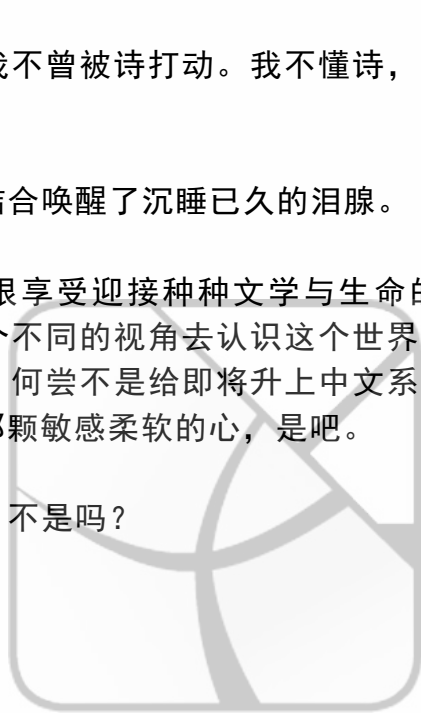 我不曾被诗打动。我不懂诗，
结合唤醒了沉睡已久的泪腺。
很享受迎接种种文学与生命的
个不同的视角去认识这个世界
何尝不是给即将升上中文系
那颗敏感柔软的心，是吧。
不是吗？